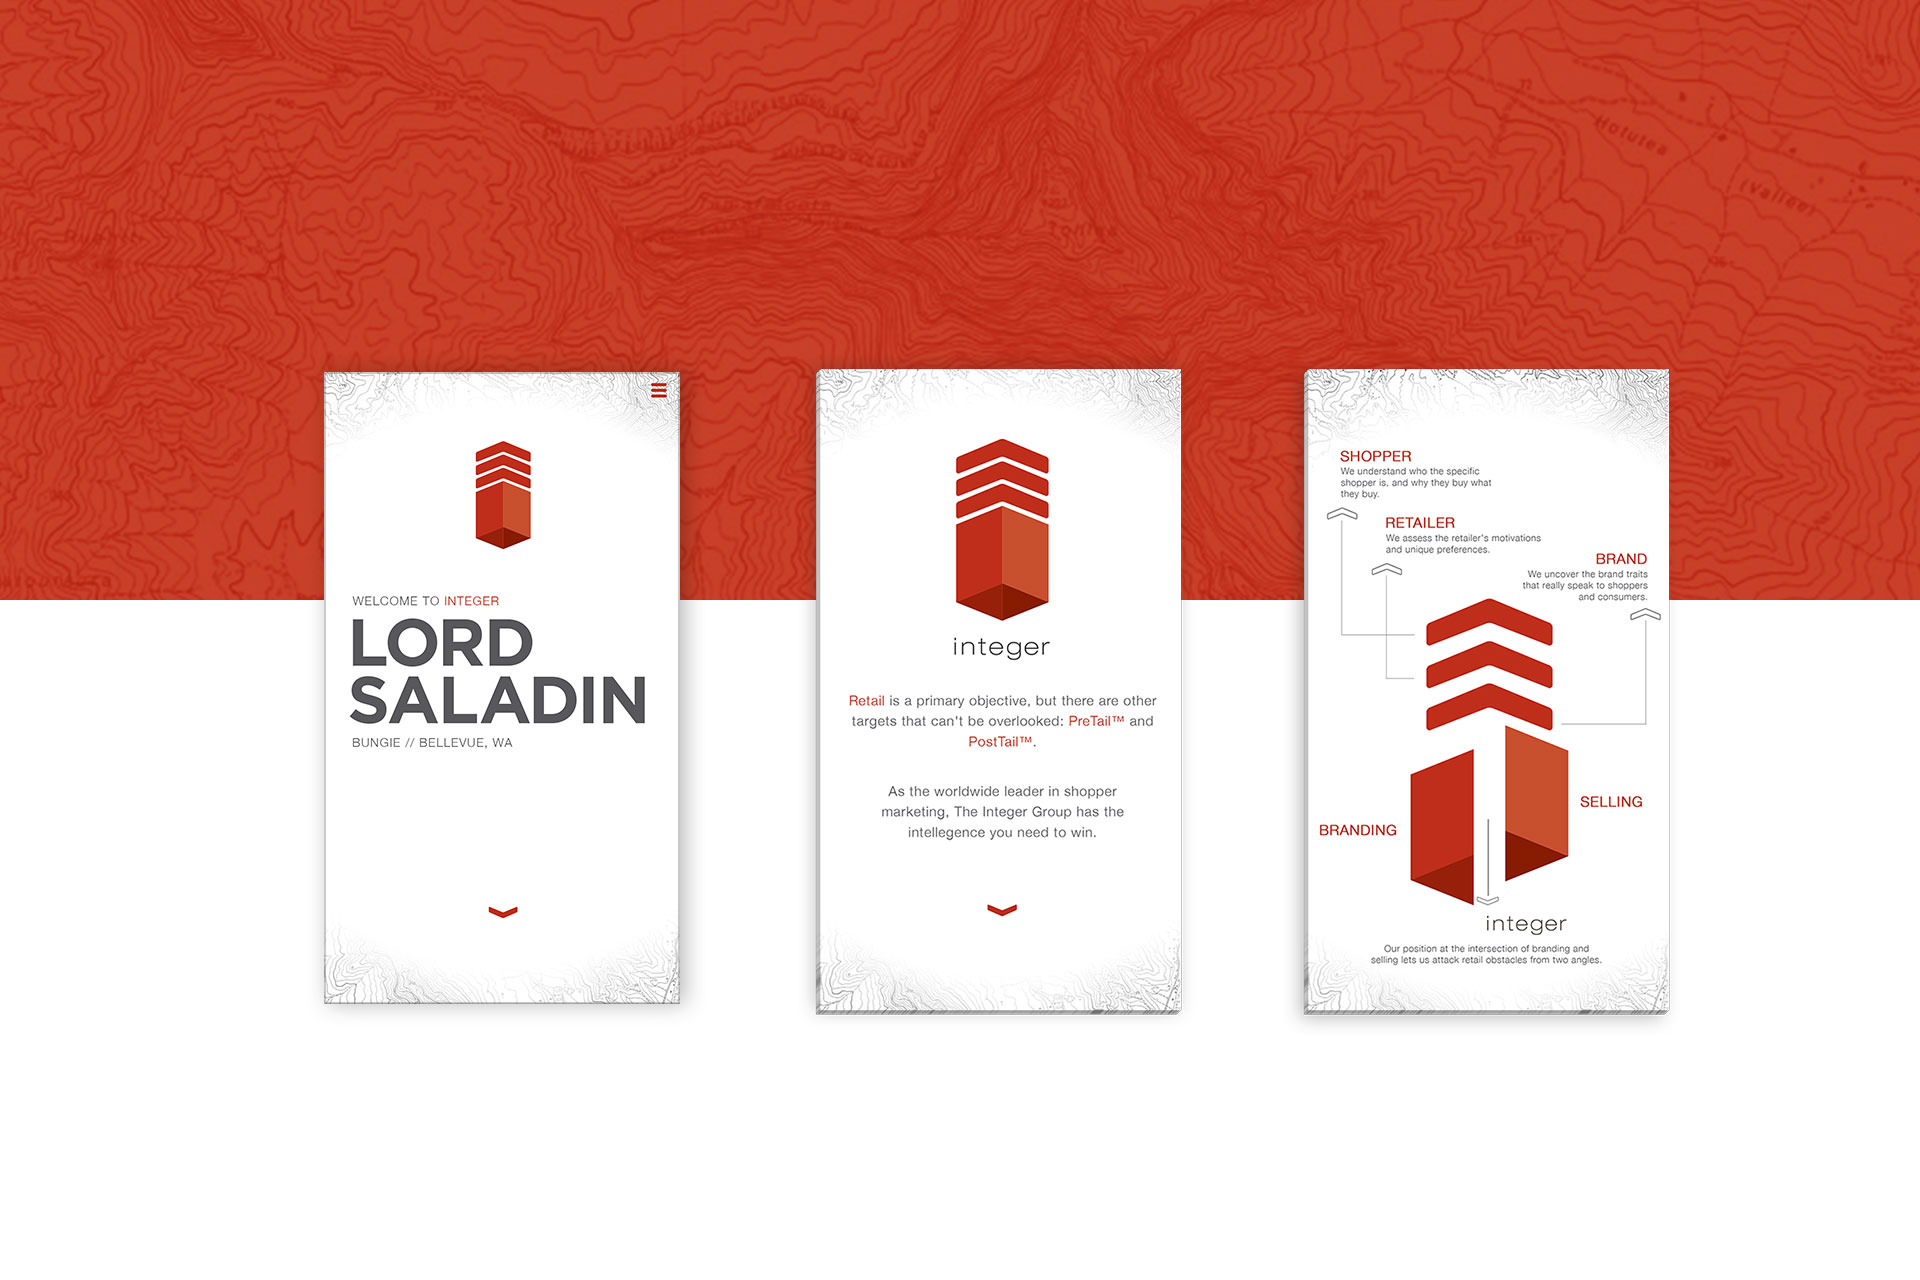 Holutea
(Vallee)
WELCOME TO INTEGER
LORD
SALADIN
BUNGIE // BELLEVUE, WA
integer
Retail is a primary objective, but there are other
targets that can't be overlooked: PreTail™ and
PostTail™.
As the worldwide leader in shopper
marketing, The Integer Group has the
intellegence you need to win.
SHOPPER
We understand who the specific
shopper is, and why they buy what
they buy.
RETAILER
We assess the retailer's motivations
and unique preferences.
BRAND
We uncover the brand traits
that really speak to shoppers
and consumers.
SELLING
BRANDING
integer
Our position at the intersection of branding and
selling lets us attack retail obstacles from two angles.